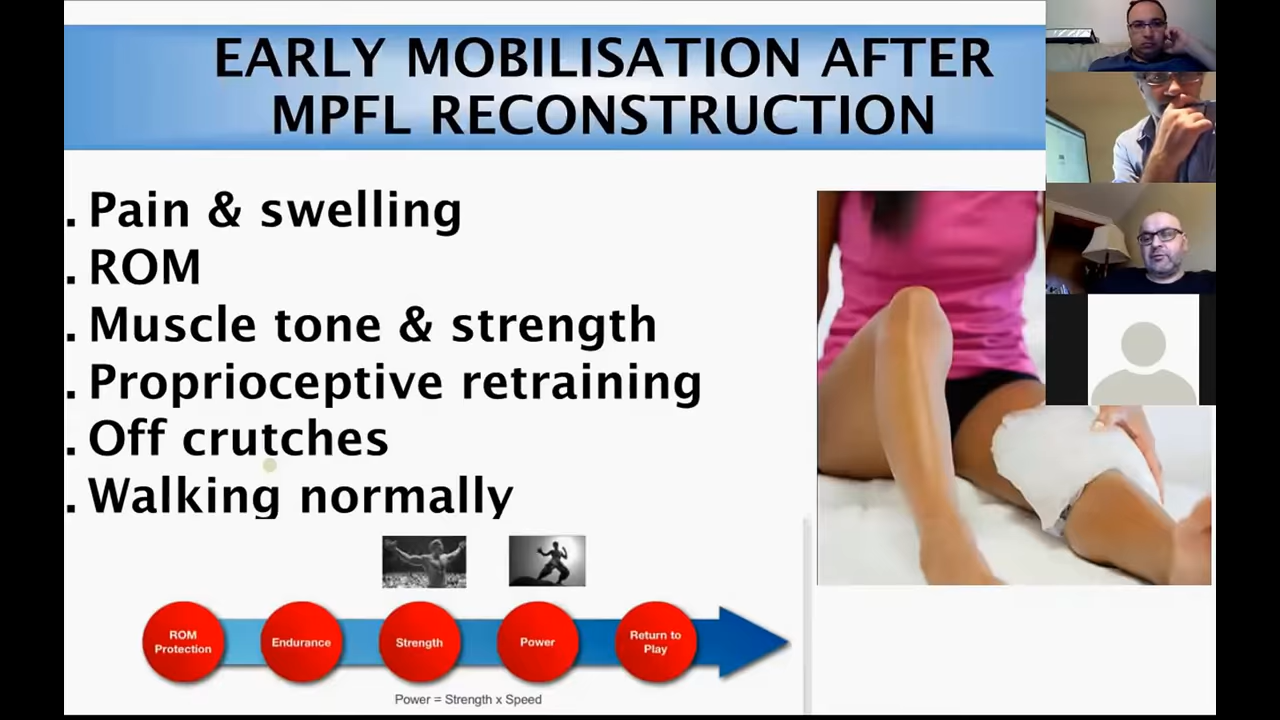 EARLY MOBILISATION AFTER
MPFL RECONSTRUCTION
. Pain & swelling
. ROM
. Muscle tone & strength
. Proprioceptive retraining
. Off crutches
. Walking normally
ROM
Protection
Endurance
Strength
Power
Return to
Play
Power = Strength x Speed